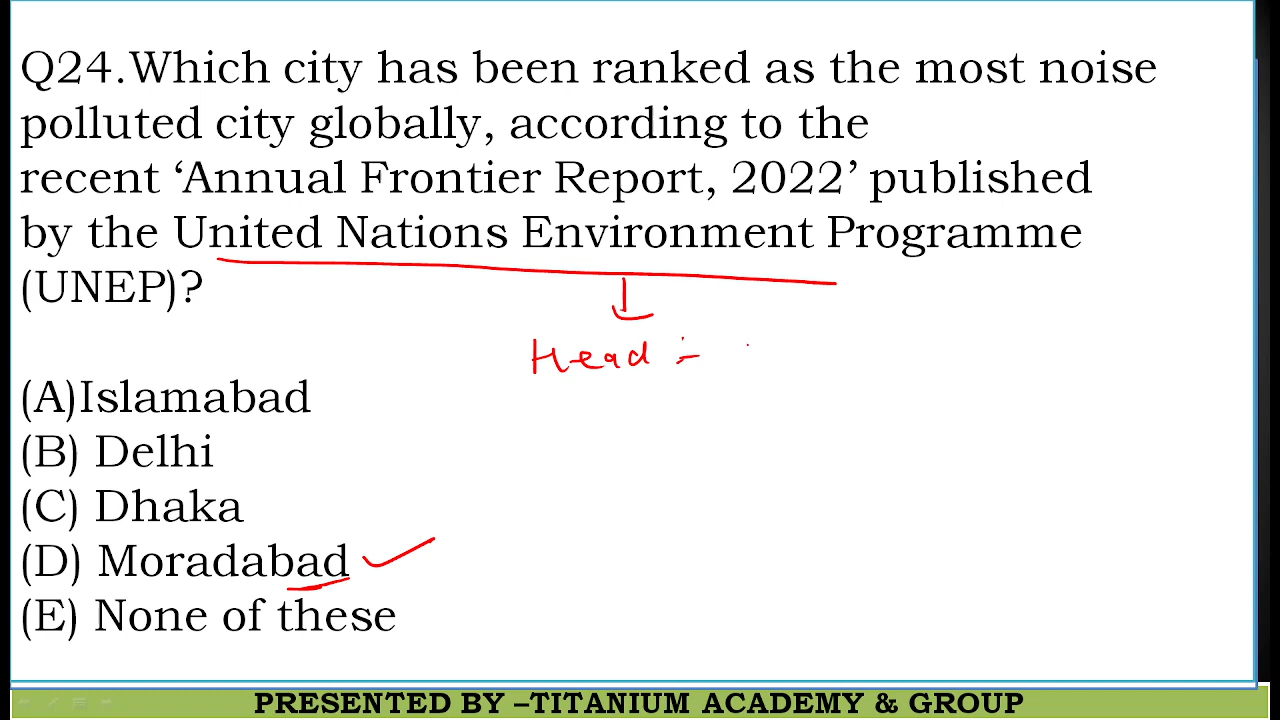 Q24.Which city has been ranked as the most noise
polluted city globally, according to the
recent ‘Annual Frontier Report, 2022’ published
by the United Nations Environment Programme
(UNEP)?
Head :-
(A)Islamabad
(B) Delhi
(C) Dhaka
(D) Moradabad
(E) None of these
PRESENTED BY –TITANIUM ACADEMY & GROUP